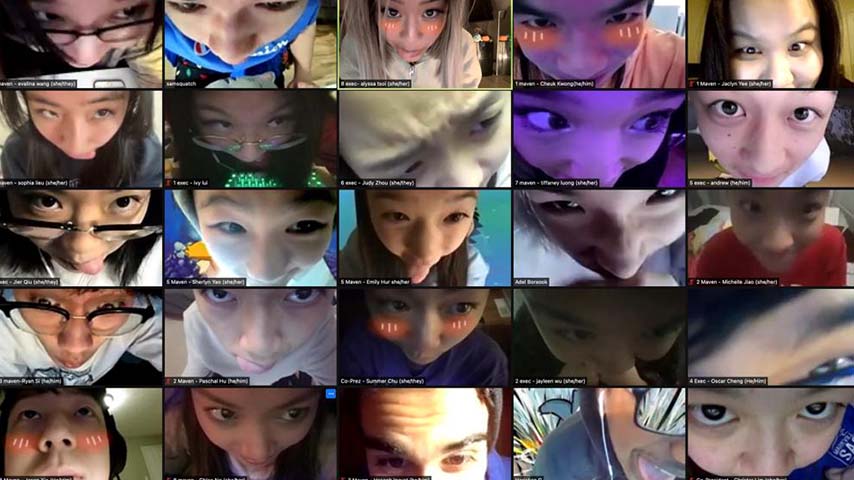 maven - evelina wang (she/they)
samsquatch
8 exec- alyssa tsoi (she/her)
1 maven - Cheuk Kwong(he/him)
1 Maven - Jaclyn Yee (she/her)
maven - sophia lieu (she/her)
1 exec - ivy lui
6 exec - Judy Zhou (she/they)
7 maven - tiffaney luong (she/her)
5 exec - andrew (he/him)
exec - Jier Qiu (she/they)
5 Maven - Sherlyn Yao (she/her)
5 Maven - Emily Hur she/her
Adel Boraook
2 Maven - Michelle Jiao (she/her)
maven-Ryan Si (he/him)
2 Maven - Paschal Hu (he/him)
Co-Prez - Summer Chu (she/they)
2 exec - jayleen wu (she/her)
4 Exec - Oscar Cheng (He/Him)